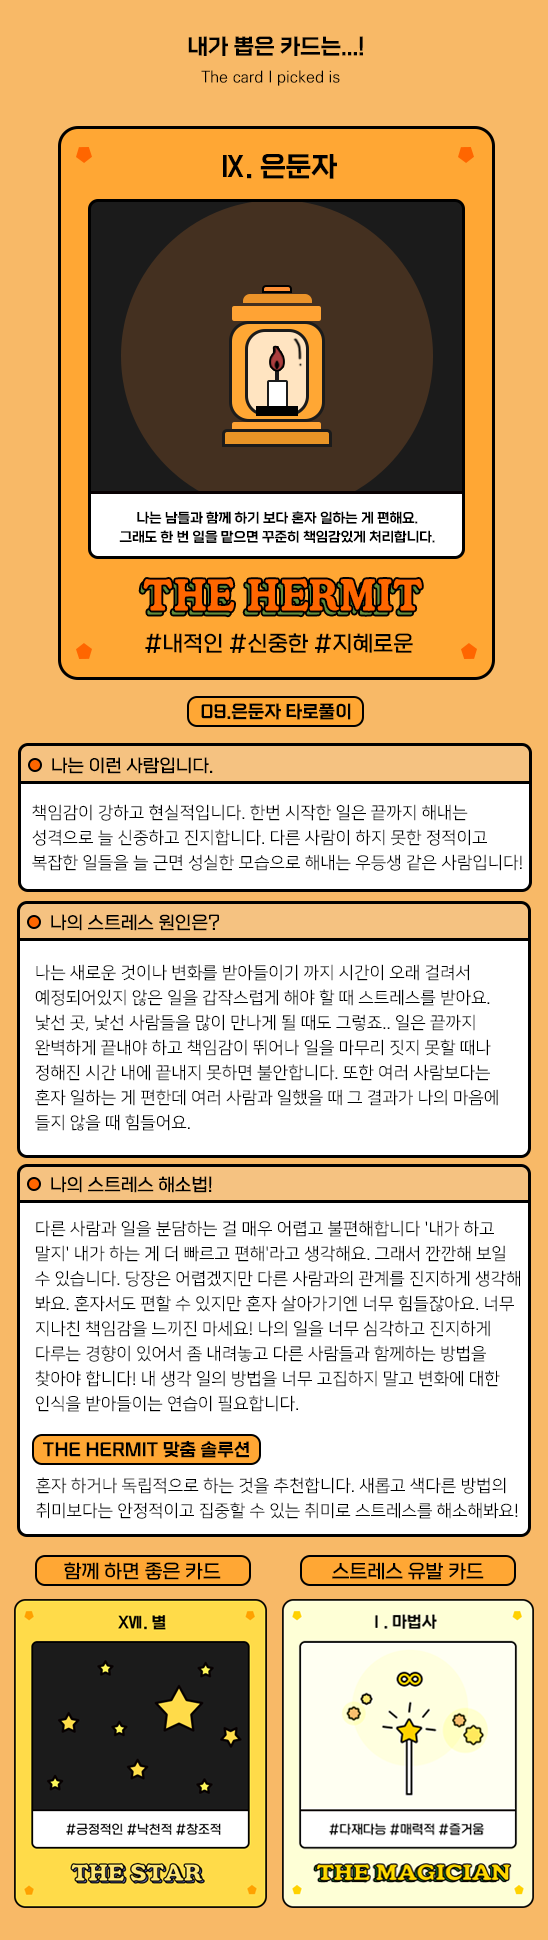 내가 뽑은 카드는...!
The card I picked is
Ⅸ. 은둔자
나는 남들과 함께 하기 보다 혼자 일하는 게 편해요.
그래도 한 번 일을 맡으면 꾸준히 책임감있게 처리합니다.
THE HERMIT
#내적인 #신중한 #지혜로운
09.은둔자 타로풀이
나는 이런 사람입니다.
책임감이 강하고 현실적입니다. 한번 시작한 일은 끝까지 해내는
성격으로 늘 신중하고 진지합니다. 다른 사람이 하지 못한 정적이고
복잡한 일들을 늘 근면 성실한 모습으로 해내는 우등생 같은 사람입니다!
나의 스트레스 원인은?
나는 새로운 것이나 변화를 받아들이기 까지 시간이 오래 걸려서
예정되어있지 않은 일을 갑작스럽게 해야 할 때 스트레스를 받아요.
낯선 곳, 낯선 사람들을 많이 만나게 될 때도 그렇죠.. 일은 끝까지
완벽하게 끝내야 하고 책임감이 뛰어나 일을 마무리 짓지 못할 때나
정해진 시간 내에 끝내지 못하면 불안합니다. 또한 여러 사람보다는
혼자 일하는 게 편한데 여러 사람과 일했을 때 그 결과가 나의 마음에
들지 않을 때 힘들어요.
나의 스트레스 해소법!
다른 사람과 일을 분담하는 걸 매우 어렵고 불편해합니다 '내가 하고
말지' 내가 하는 게 더 빠르고 편해'라고 생각해요. 그래서 깐깐해 보일
수 있습니다. 당장은 어렵겠지만 다른 사람과의 관계를 진지하게 생각해
봐요. 혼자서도 편할 수 있지만 혼자 살아가기엔 너무 힘들잖아요. 너무
지나친 책임감을 느끼진 마세요! 나의 일을 너무 심각하고 진지하게
다루는 경향이 있어서 좀 내려놓고 다른 사람들과 함께하는 방법을
찾아야 합니다! 내 생각 일의 방법을 너무 고집하지 말고 변화에 대한
인식을 받아들이는 연습이 필요합니다.
THE HERMIT 맞춤 솔루션
혼자 하거나 독립적으로 하는 것을 추천합니다. 새롭고 색다른 방법의
취미보다는 안정적이고 집중할 수 있는 취미로 스트레스를 해소해봐요!
함께 하면 좋은 카드
스트레스 유발 카드
XⅦ. 별
Ⅰ. 마법사
#긍정적인 #낙천적 #창조적
#다재다능 #매력적 #즐거움
THE STAR
THE MAGICIAN